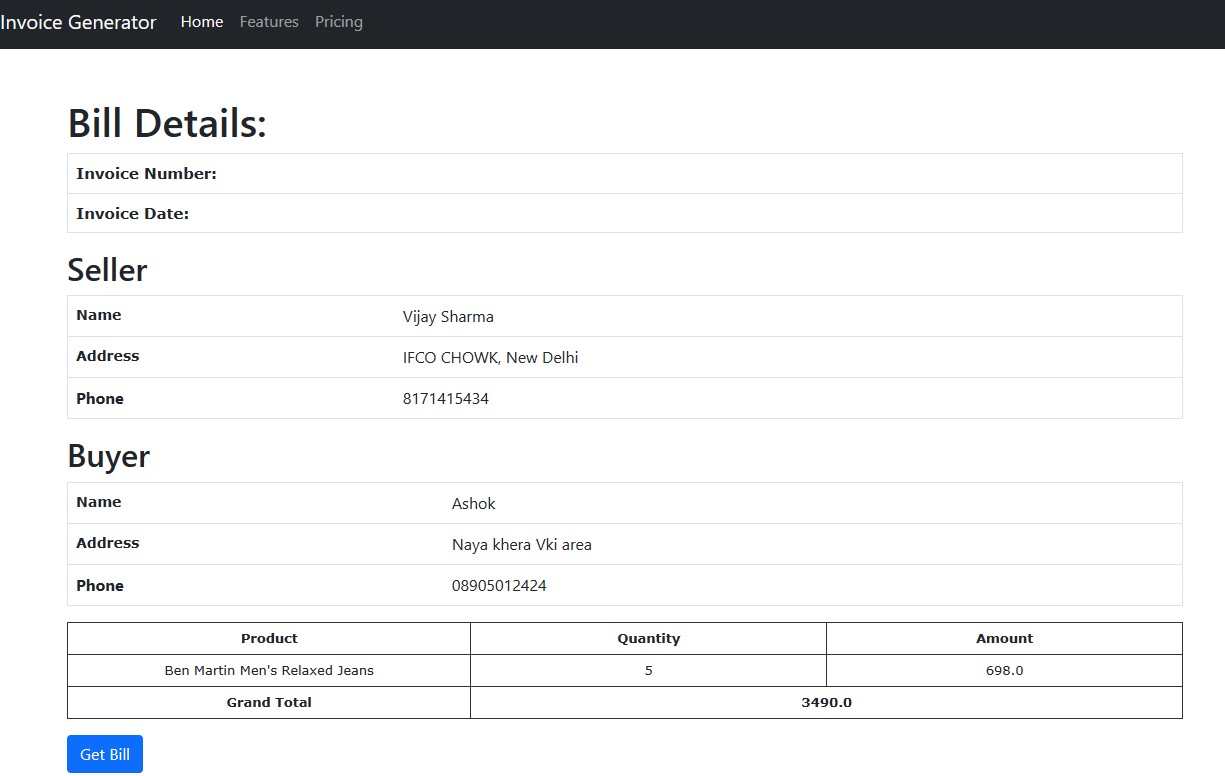 Invoice Generator Home Features Pricing
Bill Details:
Invoice Number:
Invoice Date:
Seller
Name Vijay Sharma
Address IFCO CHOWK, New Delhi
Phone 8171415434
Buyer
Name Ashok
Address Naya khera Vki area
Phone 08905012424
Product Quantity Amount
Ben Martin Men's Relaxed Jeans 5 698.0
Grand Total 3490.0
Get Bill